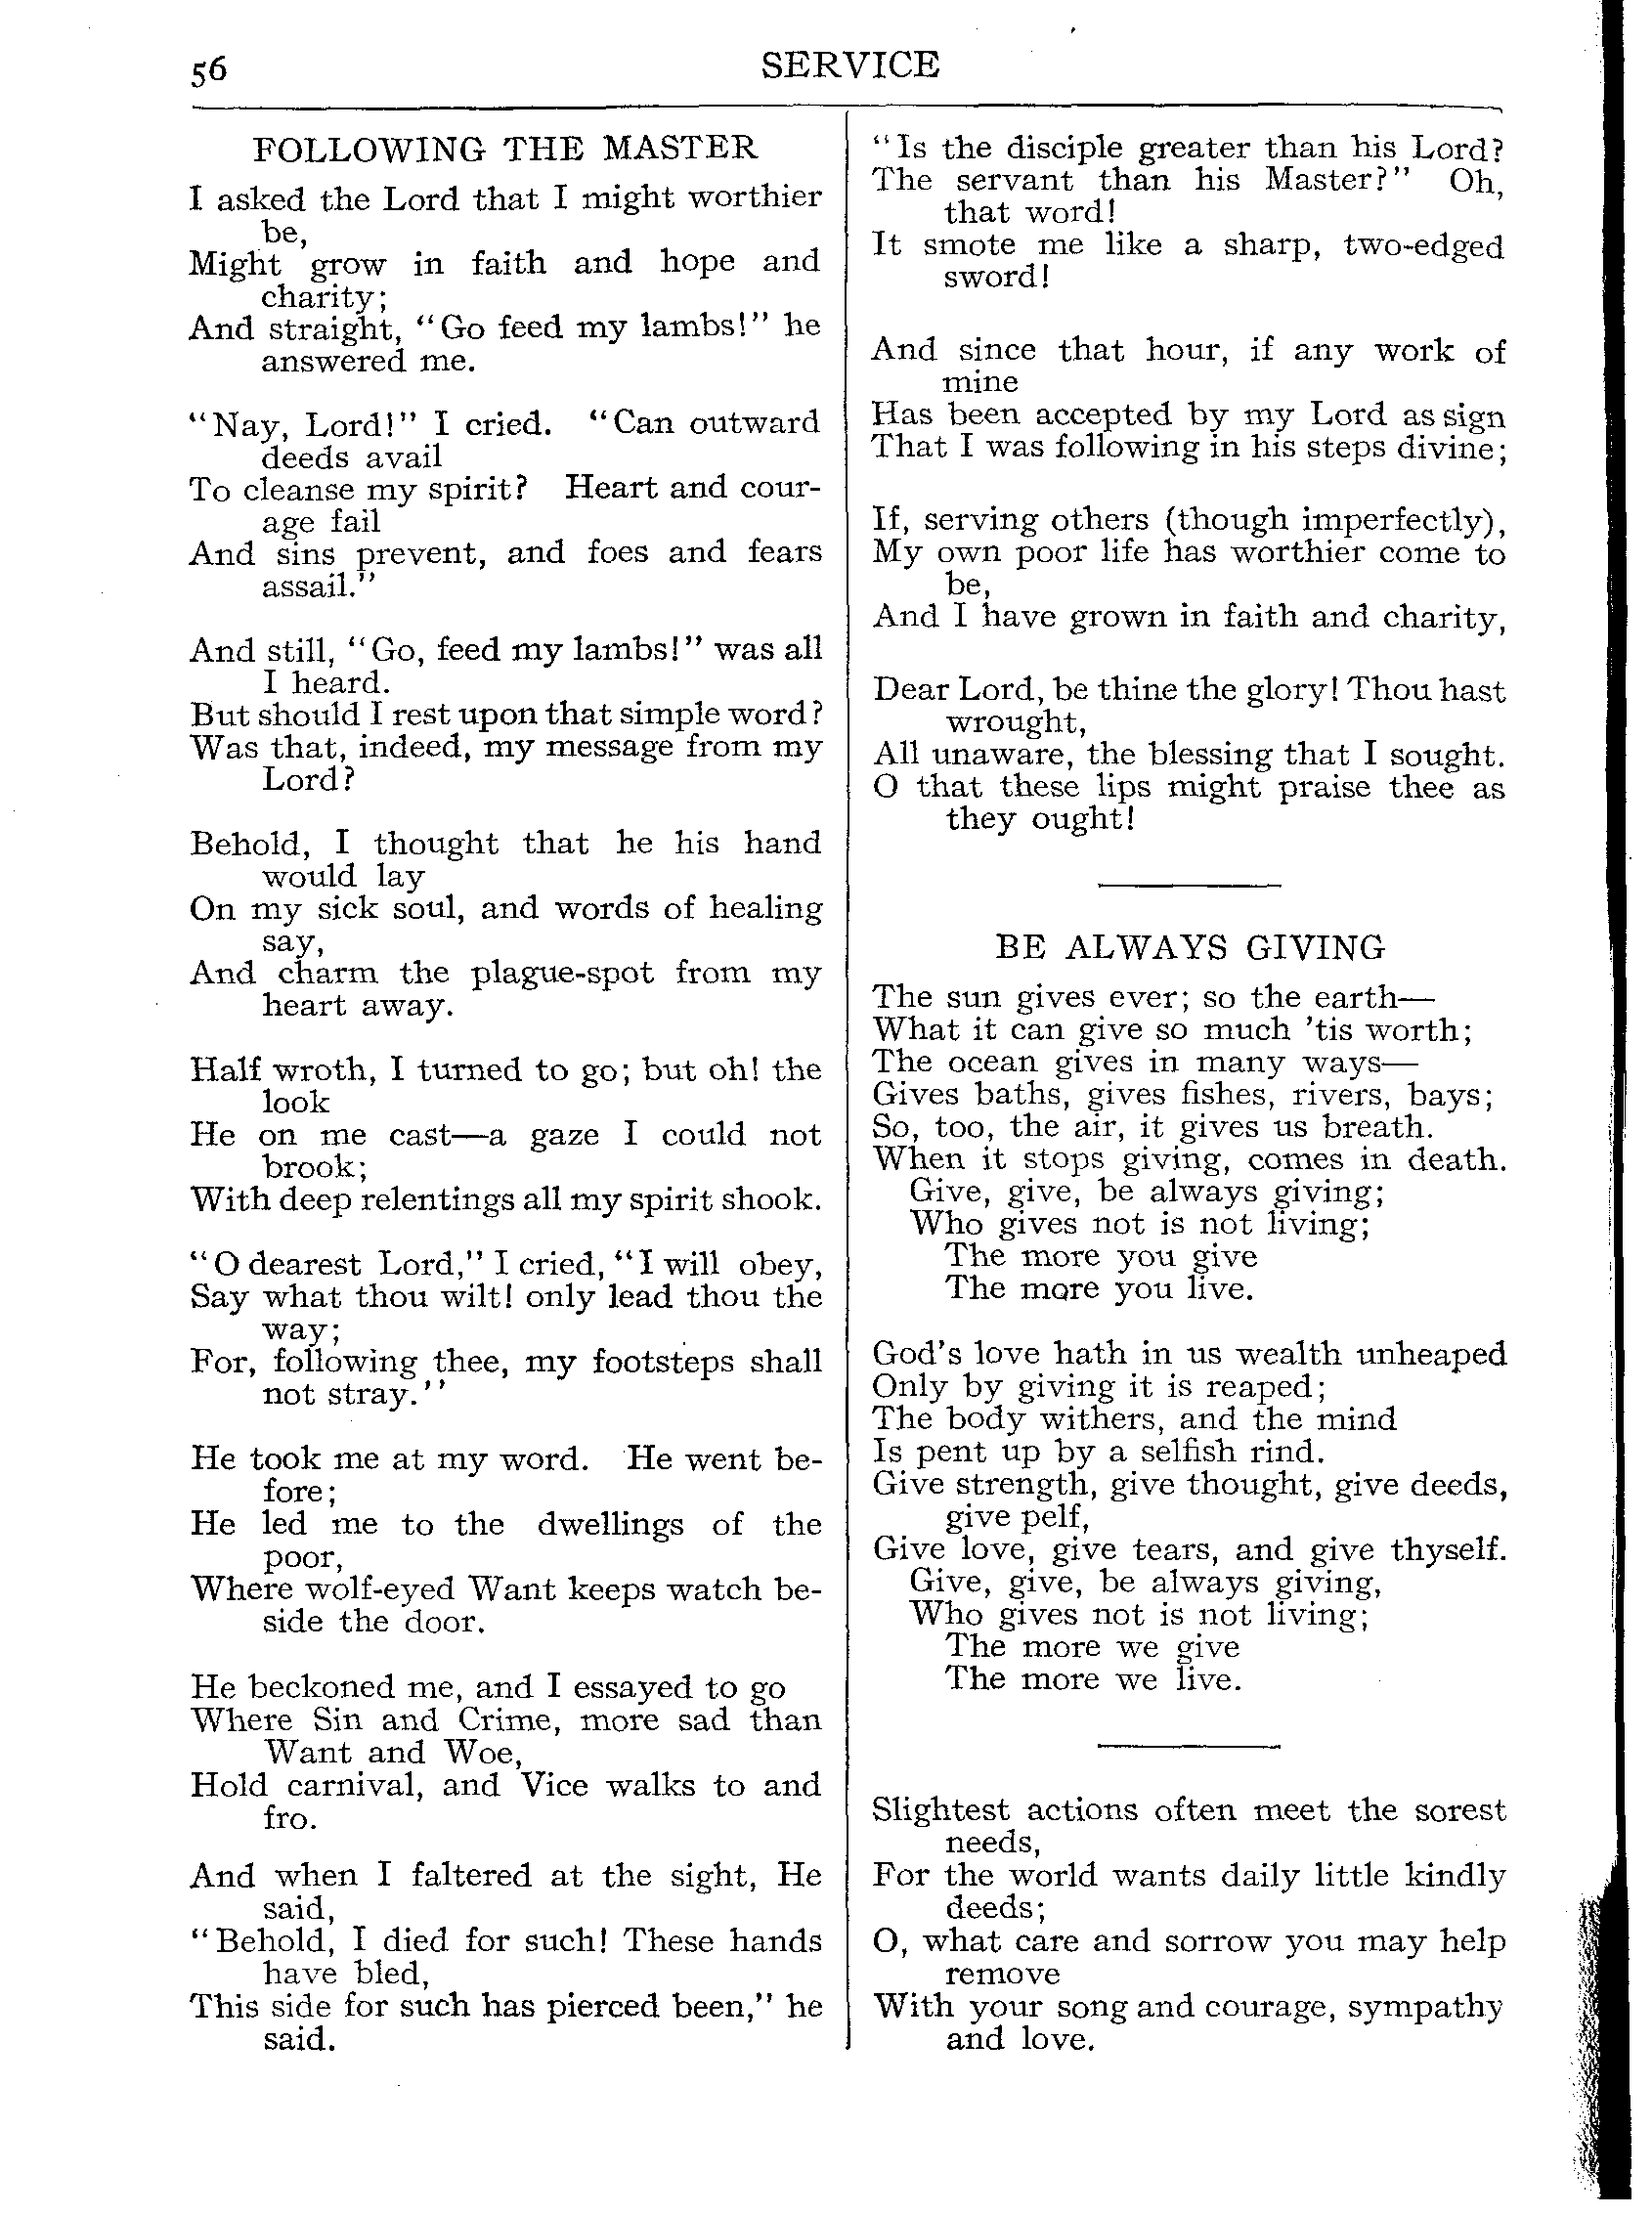 56
SERVICE
FOLLOWING THE MASTER
I asked the Lord that I might worthier
be,
Might grow in faith and hope and
charity;
And straight, "Go feed my lambs!" he
answered me.
"Nay, Lord!" I cried. "Can outward
deeds avail
To cleanse my spirit? Heart and cour-
age fail
And sins prevent, and foes and fears
assail."
And still, "Go, feed my lambs!" was all
I heard.
But should I rest upon that simple word?
Was that, indeed, my message from my
Lord?
Behold, I thought that he his hand
would lay
On my sick soul, and words of healing
say,
And charm the plague-spot from my
heart away.
Half wroth, I turned to go; but oh! the
look
He on me cast—a gaze I could not
brook;
With deep relentings all my spirit shook.
"O dearest Lord," I cried, "I will obey,
Say what thou wilt! only lead thou the
way;
For, following thee, my footsteps shall
not stray."
He took me at my word. He went be-
fore;
He led me to the dwellings of the
poor,
Where wolf-eyed Want keeps watch be-
side the door.
He beckoned me, and I essayed to go
Where Sin and Crime, more sad than
Want and Woe,
Hold carnival, and Vice walks to and
fro.
And when I faltered at the sight, He
said,
"Behold, I died for such! These hands
have bled,
This side for such has pierced been," he
said.
"Is the disciple greater than his Lord?
The servant than his Master?" Oh,
that word!
It smote me like a sharp, two-edged
sword!
And since that hour, if any work of
mine
Has been accepted by my Lord as sign
That I was following in his steps divine;
If, serving others (though imperfectly),
My own poor life has worthier come to
be,
And I have grown in faith and charity,
Dear Lord, be thine the glory! Thou hast
wrought,
All unaware, the blessing that I sought.
O that these lips might praise thee as
they ought!
BE ALWAYS GIVING
The sun gives ever; so the earth—
What it can give so much 'tis worth;
The ocean gives in many ways—
Gives baths, gives fishes, rivers, bays;
So, too, the air, it gives us breath.
When it stops giving, comes in death.
Give, give, be always giving;
Who gives not is not living;
The more you give
The more you live.
God's love hath in us wealth unheaped
Only by giving it is reaped;
The body withers, and the mind
Is pent up by a selfish rind.
Give strength, give thought, give deeds,
give pelf,
Give love, give tears, and give thyself.
Give, give, be always giving,
Who gives not is not living;
The more we give
The more we live.
Slightest actions often meet the sorest
needs,
For the world wants daily little kindly
deeds;
O, what care and sorrow you may help
remove
With your song and courage, sympathy
and love.